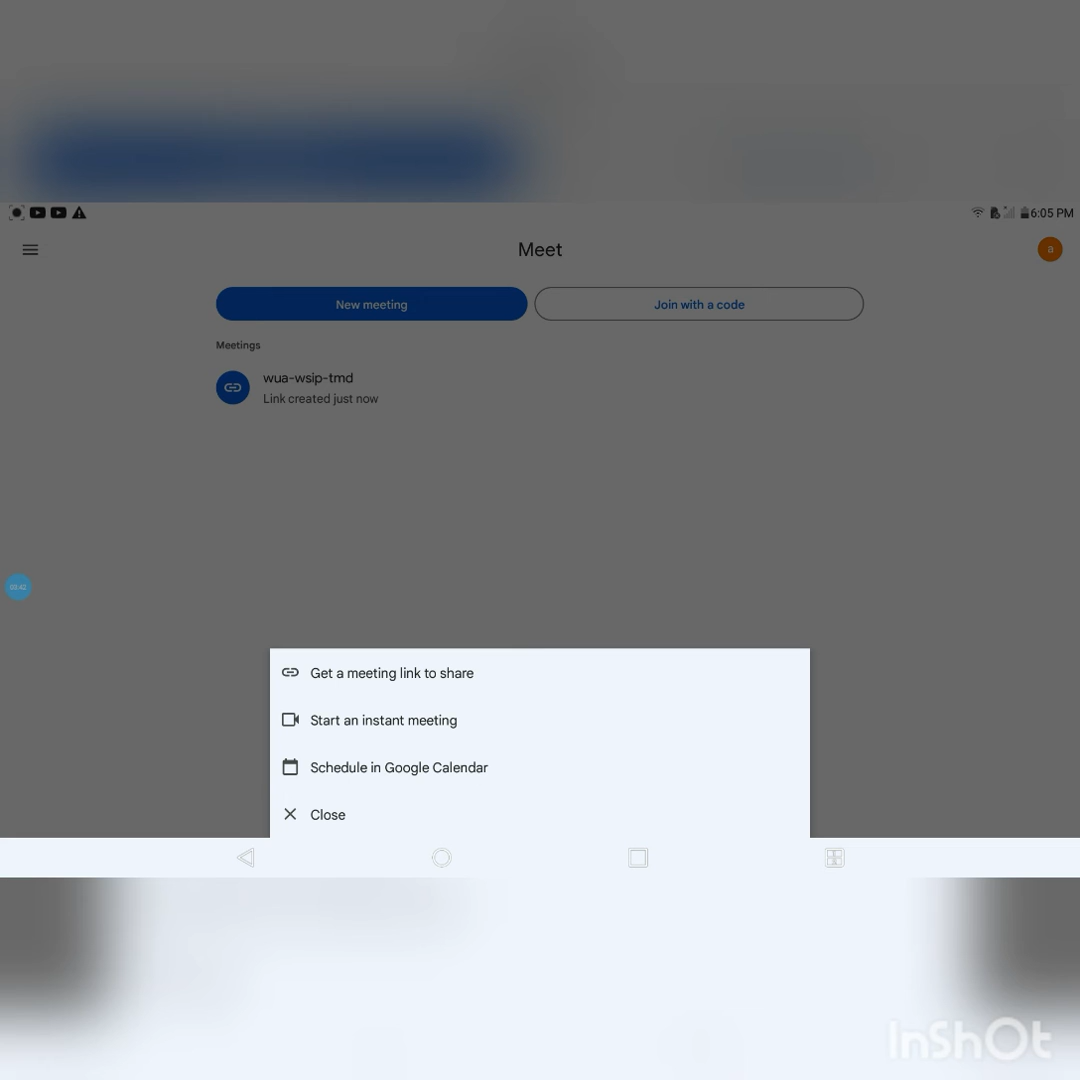 6:05 PM
Meet
a
New meeting
Join with a code
Meetings
wua-wsip-tmd
Link created just now
Get a meeting link to share
Start an instant meeting
Schedule in Google Calendar
Close
InShOt